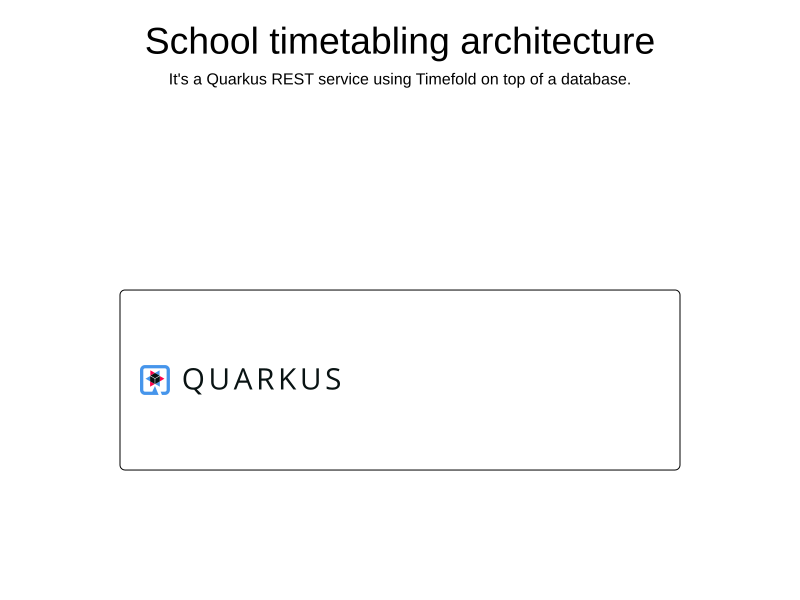 School timetabling architecture
It's a Quarkus REST service using Timefold on top of a database.
QUARKUS